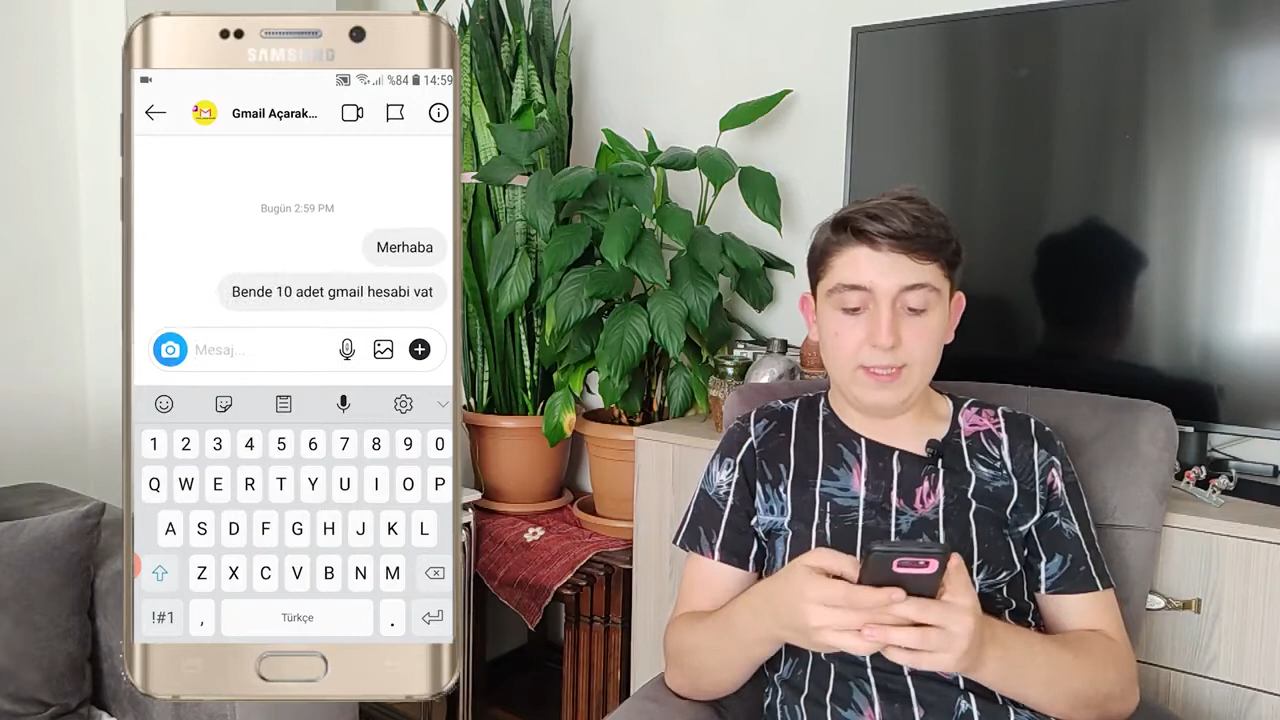 SAMSUNG
%84 14:59
Gmail Açarak...
Bugün 2:59 PM
Merhaba
Bende 10 adet gmail hesabi vat
Mesaj...
1 2 3 4 5 6 7 8 9 0
Q W E R T Y U I O P
A S D F G H J K L
Z X C V B N M
!#1 , Türkçe .